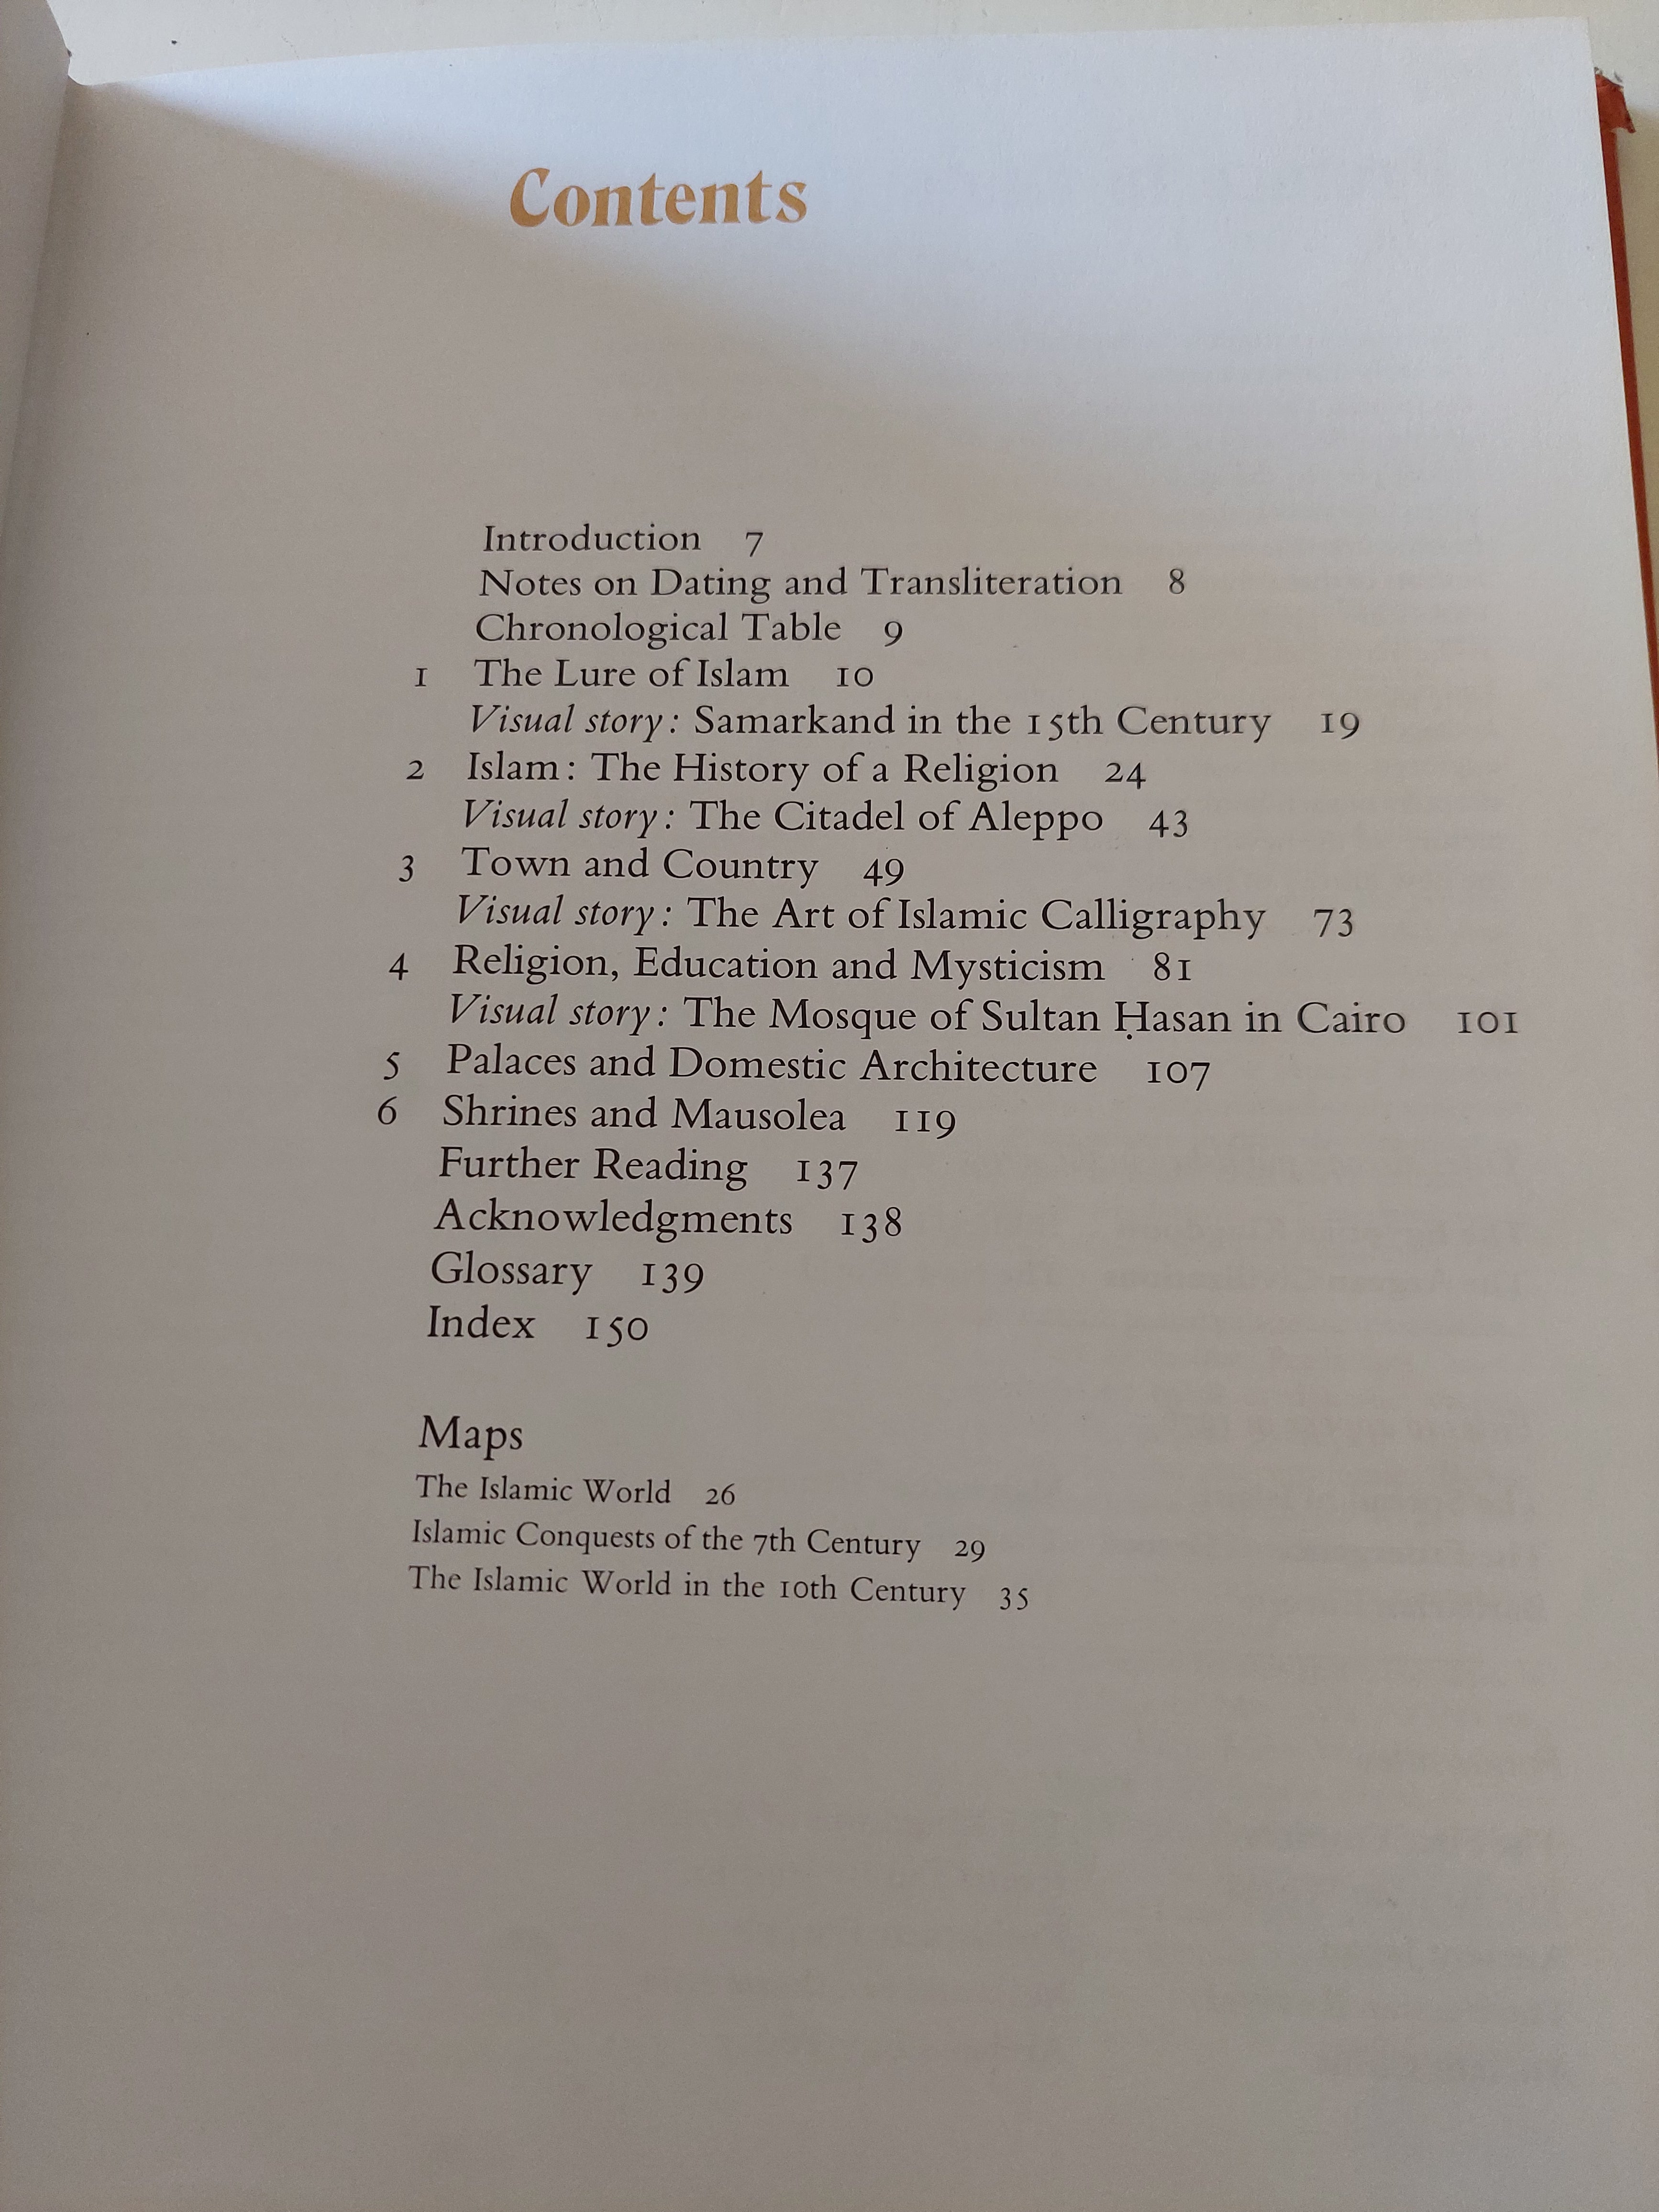 Contents
Introduction 7
Notes on Dating and Transliteration 8
Chronological Table 9
1 The Lure of Islam 10
Visual story: Samarkand in the 15th Century 19
2 Islam: The History of a Religion 24
Visual story: The Citadel of Aleppo 43
3 Town and Country 49
Visual story: The Art of Islamic Calligraphy 73
4 Religion, Education and Mysticism 81
Visual story: The Mosque of Sultan Ḥasan in Cairo 101
5 Palaces and Domestic Architecture 107
6 Shrines and Mausolea 119
Further Reading 137
Acknowledgments 138
Glossary 139
Index 150
Maps
The Islamic World 26
Islamic Conquests of the 7th Century 29
The Islamic World in the 10th Century 35